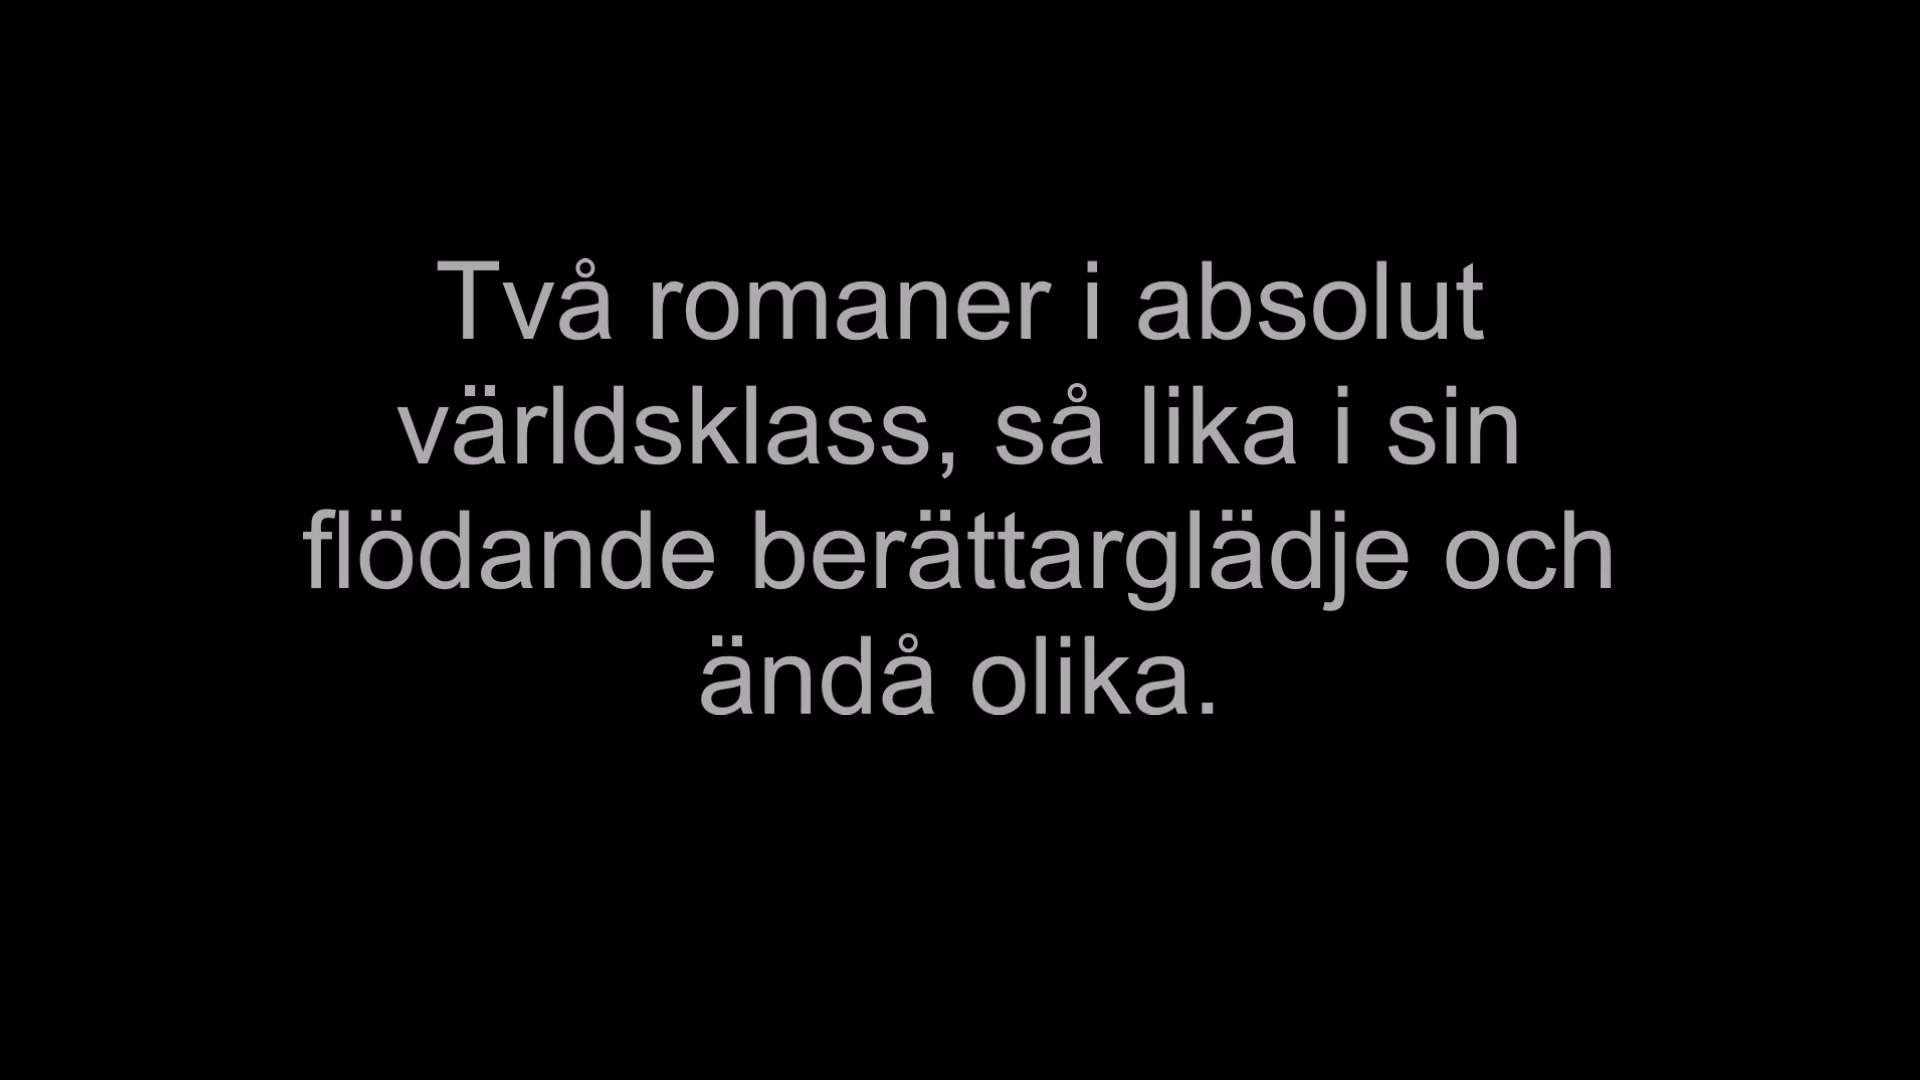 Två romaner i absolut
världsklass, så lika i sin
flödande berättarglädje och
ändå olika.